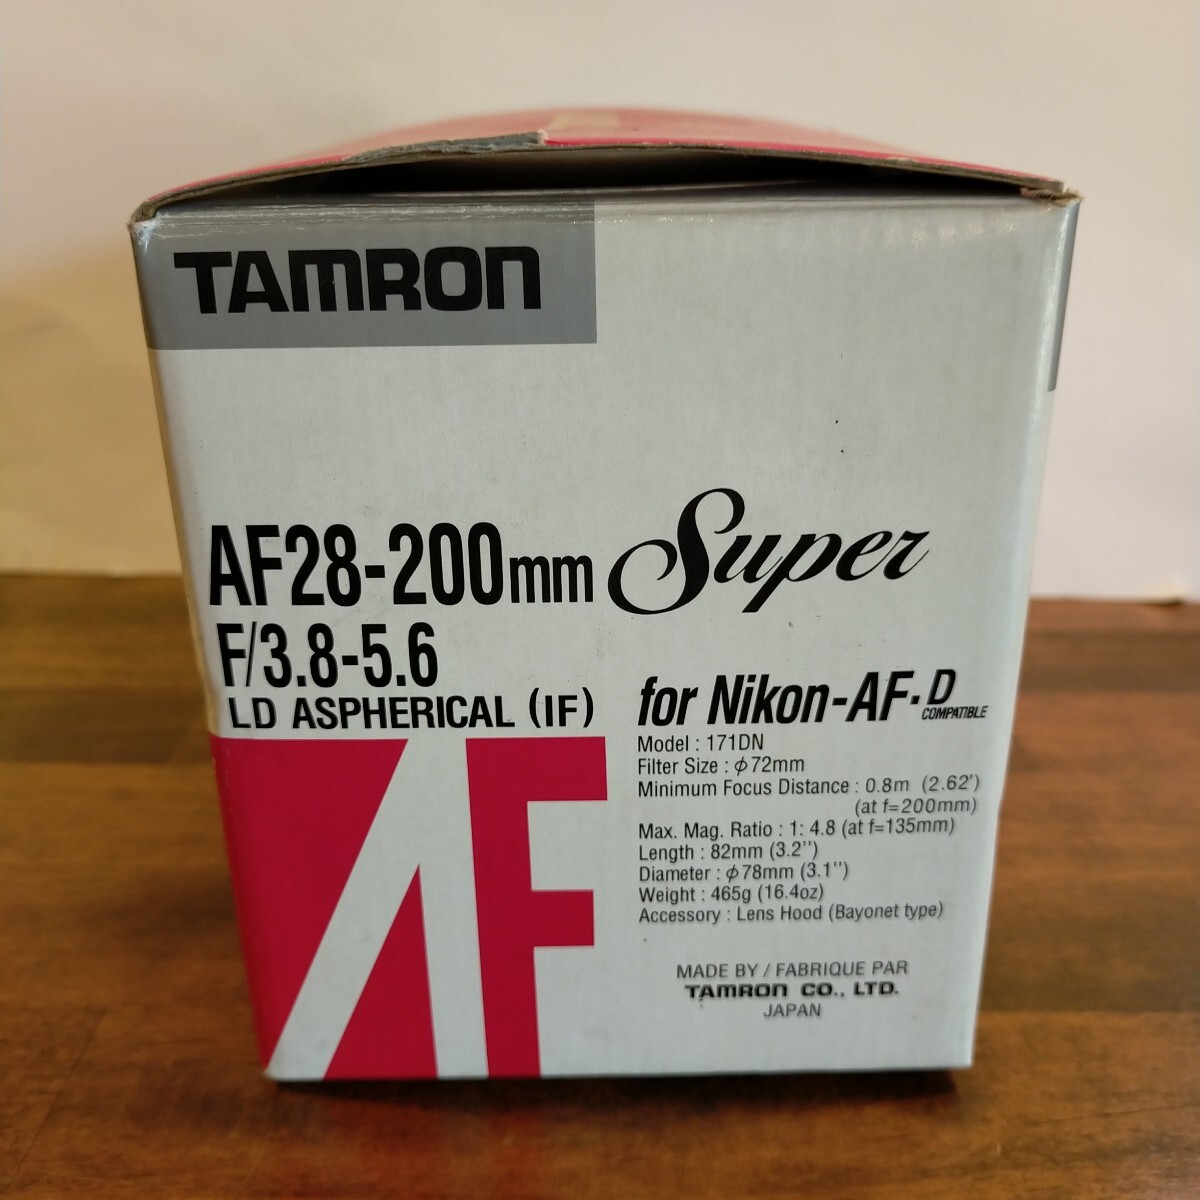 TAMRON
AF28-200mm Super
F/3.8-5.6
LD ASPHERICAL (IF)
for Nikon-AF·D
COMPATIBLE
Model : 171DN
Filter Size : ϕ72mm
Minimum Focus Distance : 0.8m (2.62')
(at f=200mm)
Max. Mag. Ratio : 1: 4.8 (at f=135mm)
Length : 82mm (3.2'')
Diameter : ϕ78mm (3.1'')
Weight : 465g (16.4oz)
Accessory : Lens Hood (Bayonet type)
AF
MADE BY / FABRIQUE PAR
TAMRON CO., LTD.
JAPAN